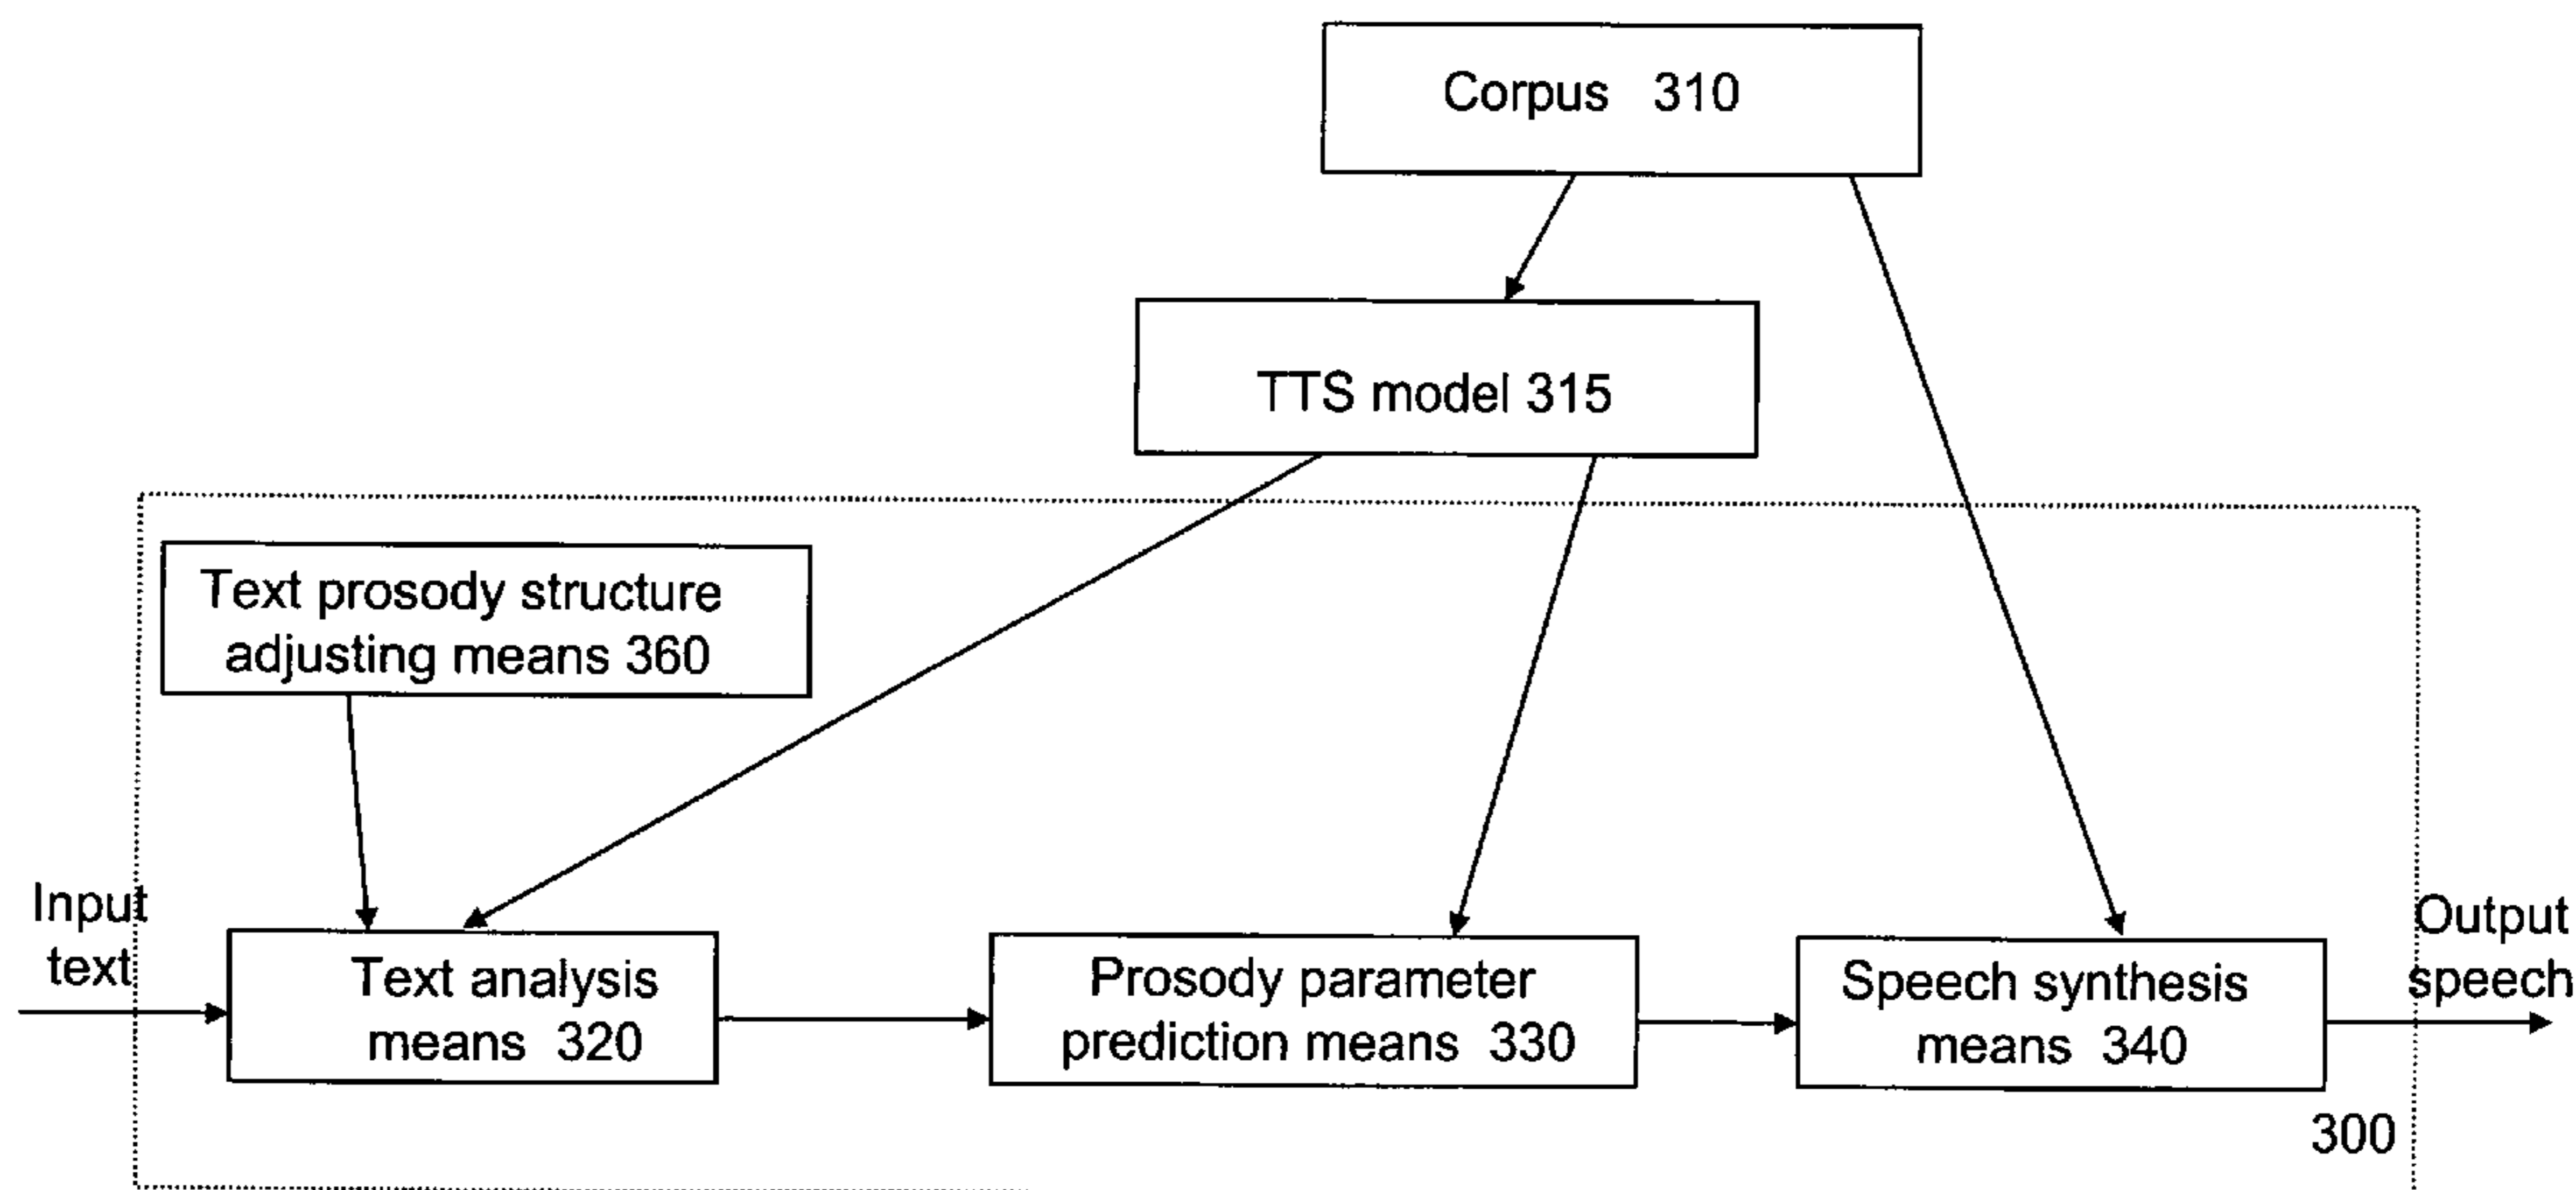 Corpus 310
TTS model 315
Text prosody structure
adjusting means 360
Input
text
Text analysis
means 320
Prosody parameter
prediction means 330
Speech synthesis
means 340
Output
speech
300